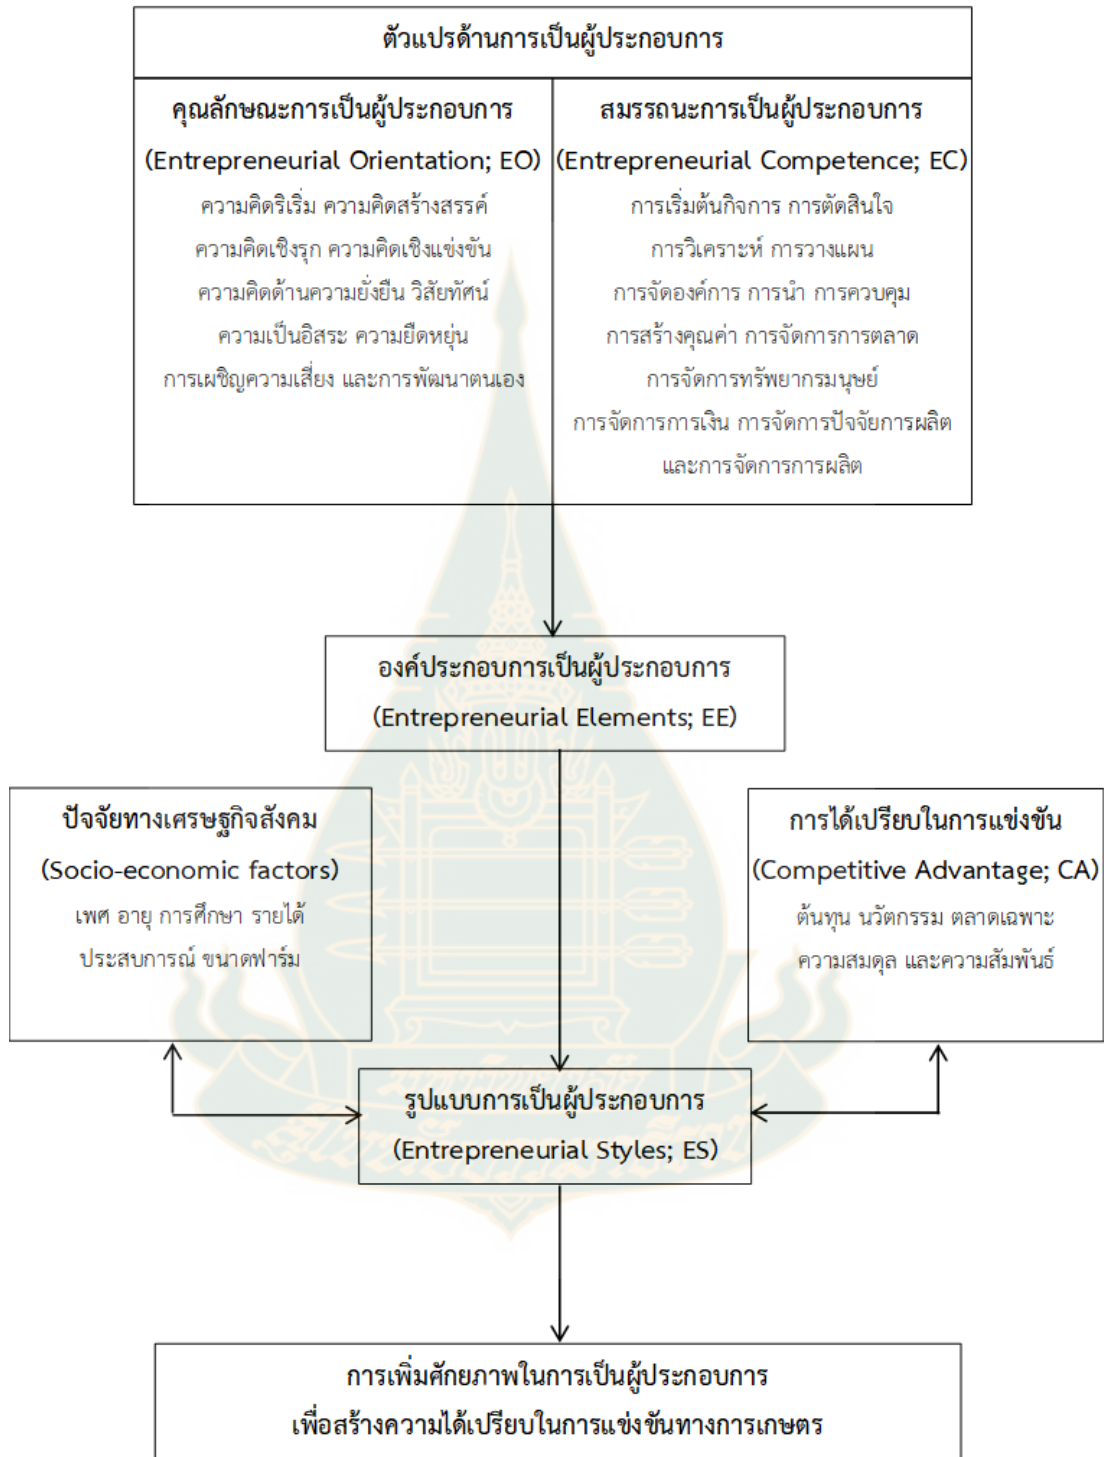 ตัวแปรด้านการเป็นผู้ประกอบการ
คุณลักษณะการเป็นผู้ประกอบการ
(Entrepreneurial Orientation; EO)
ความคิดริเริ่ม ความคิดสร้างสรรค์
ความคิดเชิงรุก ความคิดเชิงแข่งขัน
ความคิดด้านความยั่งยืน วิสัยทัศน์
ความเป็นอิสระ ความยืดหยุ่น
การเผชิญความเสี่ยง และการพัฒนาตนเอง
สมรรถนะการเป็นผู้ประกอบการ
(Entrepreneurial Competence; EC)
การเริ่มต้นกิจการ การตัดสินใจ
การวิเคราะห์ การวางแผน
การจัดองค์การ การนำ การควบคุม
การสร้างคุณค่า การจัดการการตลาด
การจัดการทรัพยากรมนุษย์
การจัดการการเงิน การจัดการปัจจัยการผลิต
และการจัดการการผลิต
องค์ประกอบการเป็นผู้ประกอบการ
(Entrepreneurial Elements; EE)
ปัจจัยทางเศรษฐกิจสังคม
(Socio-economic factors)
เพศ อายุ การศึกษา รายได้
ประสบการณ์ ขนาดฟาร์ม
การได้เปรียบในการแข่งขัน
(Competitive Advantage; CA)
ต้นทุน นวัตกรรม ตลาดเฉพาะ
ความสมดุล และความสัมพันธ์
รูปแบบการเป็นผู้ประกอบการ
(Entrepreneurial Styles; ES)
การเพิ่มศักยภาพในการเป็นผู้ประกอบการ
เพื่อสร้างความได้เปรียบในการแข่งขันทางการเกษตร